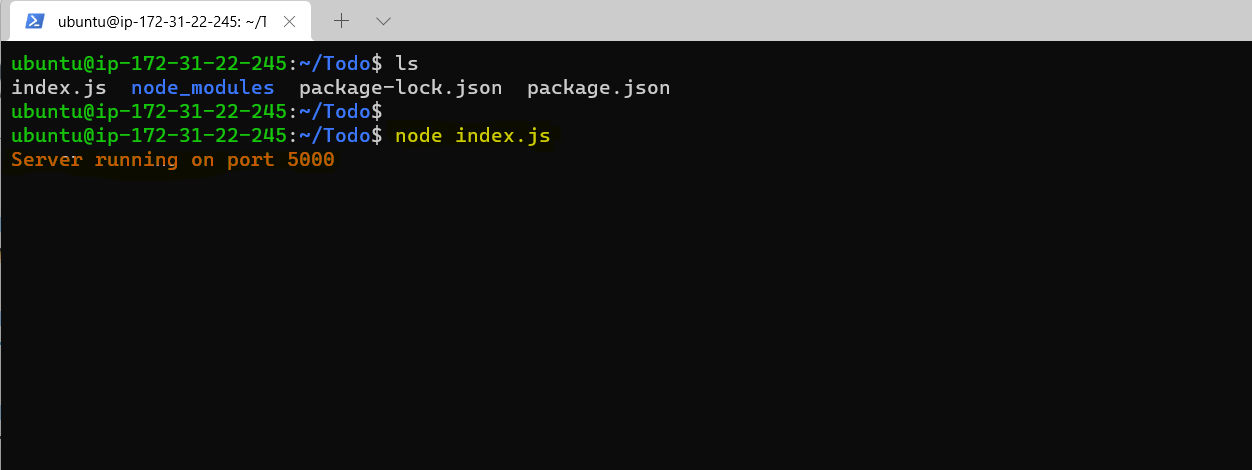 ubuntu@ip-172-31-22-245: ~/T
ubuntu@ip-172-31-22-245:~/Todo$ ls
index.js  node_modules  package-lock.json  package.json
ubuntu@ip-172-31-22-245:~/Todo$
ubuntu@ip-172-31-22-245:~/Todo$ node index.js
Server running on port 5000